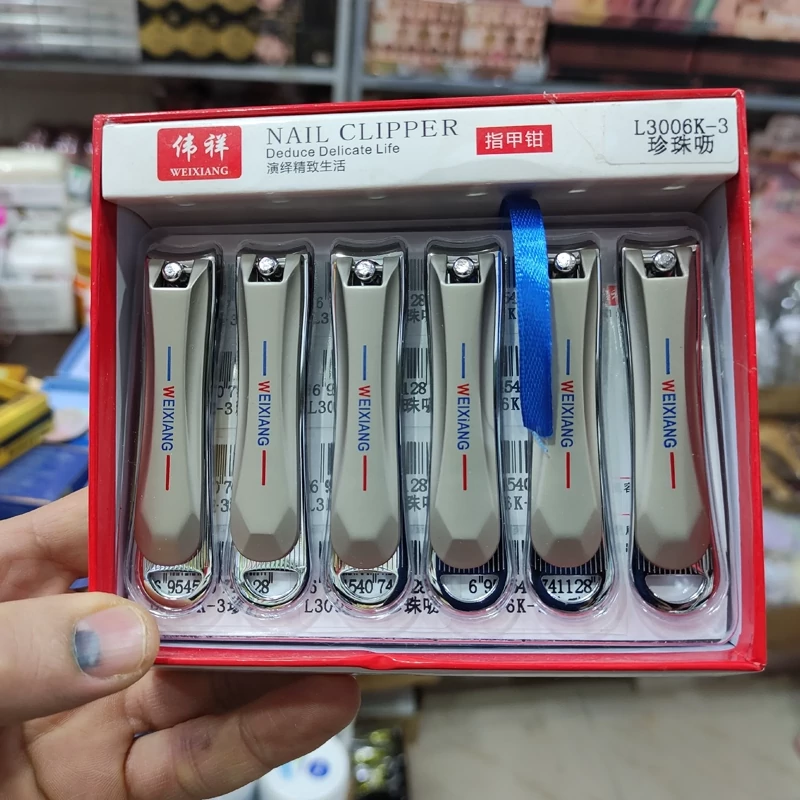 伟祥
WEIXIANG
NAIL CLIPPER
Deduce Delicate Life
演绎精致生活
指甲钳
L3006K-3
珍珠呖
WEIXIANG
WEIXIANG
WEIXIANG
WEIXIANG
WEIXIANG
WEIXIANG